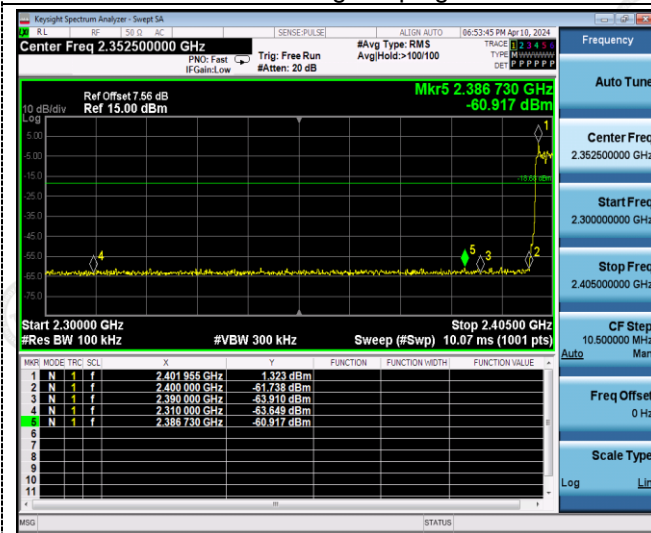 Keysight Spectrum Analyzer - Swept SA
RL RF 50 Ω AC SENSE:PULSE ALIGN AUTO 06:53:45 PM Apr 10, 2024
Center Freq 2.352500000 GHz
PNO: Fast
IFGain:Low
Trig: Free Run
#Atten: 20 dB
#Avg Type: RMS
Avg|Hold:>100/100
TRACE 1 2 3 4 5 6
TYPE M WWWWW
DET P P P P P P
Ref Offset 7.56 dB
Ref 15.00 dBm
10 dB/div
Log
Mkr5 2.386 730 GHz
-60.917 dBm
5.00
-5.00
-15.0
-25.0
-35.0
-45.0
-55.0
-65.0
-75.0
1
2
3
4
5
Start 2.30000 GHz
Stop 2.40500 GHz
#Res BW 100 kHz
#VBW 300 kHz
Sweep (#Swp) 10.07 ms (1001 pts)
MKR MODE TRC SCL X Y FUNCTION FUNCTION WIDTH FUNCTION VALUE
1 N 1 f 2.401 955 GHz 1.323 dBm
2 N 1 f 2.400 000 GHz -61.738 dBm
3 N 1 f 2.390 000 GHz -63.910 dBm
4 N 1 f 2.310 000 GHz -63.649 dBm
5 N 1 f 2.386 730 GHz -60.917 dBm
6
7
8
9
10
11
MSG
STATUS
Frequency
Auto Tune
Center Freq
2.352500000 GHz
Start Freq
2.300000000 GHz
Stop Freq
2.405000000 GHz
CF Step
10.500000 MHz
Auto Man
Freq Offset
0 Hz
Scale Type
Log Lin